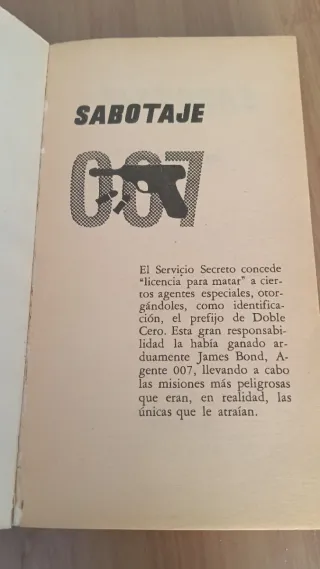 SABOTAJE
007
El Servicio Secreto concede
"licencia para matar" a cier-
tos agentes especiales, otor-
gándoles, como identifica-
ción, el prefijo de Doble
Cero. Esta gran responsabi-
lidad la había ganado ar-
duamente James Bond, A-
gente 007, llevando a cabo
las misiones más peligrosas
que eran, en realidad, las
únicas que le atraían.